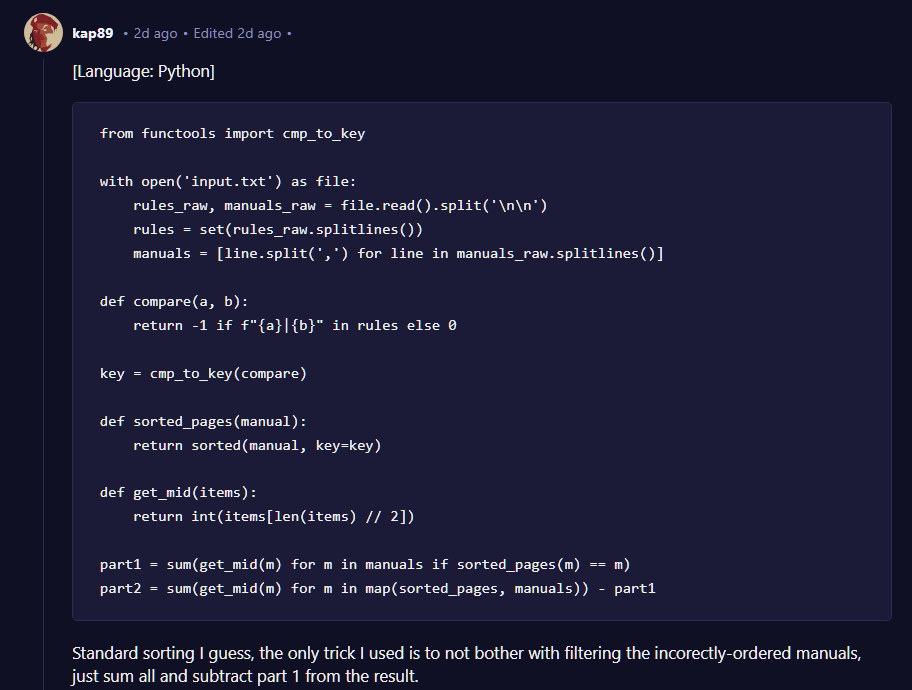 kap89 • 2d ago • Edited 2d ago •
[Language: Python]
from functools import cmp_to_key
with open('input.txt') as file:
    rules_raw, manuals_raw = file.read().split('\n\n')
    rules = set(rules_raw.splitlines())
    manuals = [line.split(',') for line in manuals_raw.splitlines()]
def compare(a, b):
    return -1 if f"{a}|{b}" in rules else 0
key = cmp_to_key(compare)
def sorted_pages(manual):
    return sorted(manual, key=key)
def get_mid(items):
    return int(items[len(items) // 2])
part1 = sum(get_mid(m) for m in manuals if sorted_pages(m) == m)
part2 = sum(get_mid(m) for m in map(sorted_pages, manuals)) - part1
Standard sorting I guess, the only trick I used is to not bother with filtering the incorectly-ordered manuals,
just sum all and subtract part 1 from the result.